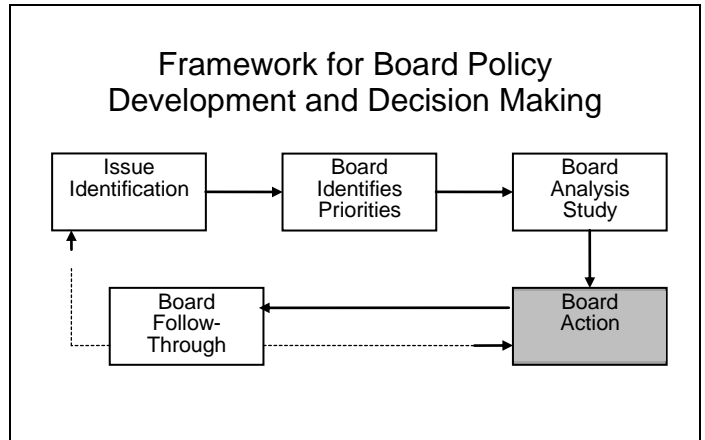 Framework for Board Policy
Development and Decision Making
Issue
Identification
Board
Identifies
Priorities
Board
Analysis
Study
Board
Follow-
Through
Board
Action